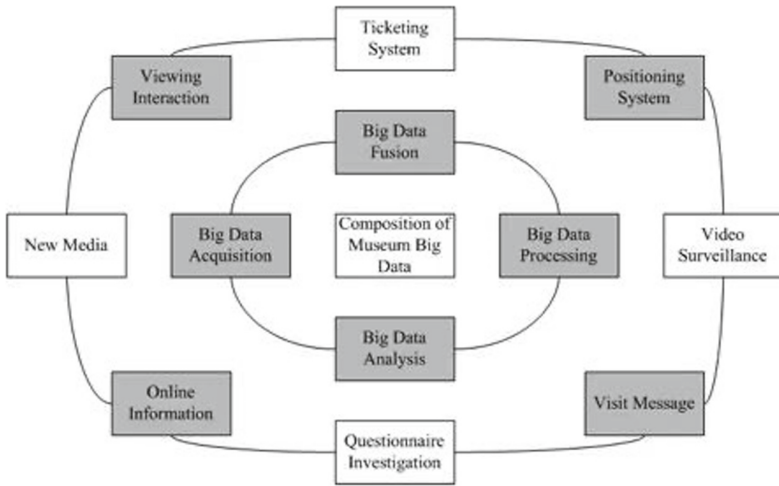 Ticketing
System
Viewing
Interaction
Positioning
System
Big Data
Fusion
New Media
Big Data
Acquisition
Composition of
Museum Big
Data
Big Data
Processing
Video
Surveillance
Big Data
Analysis
Online
Information
Visit Message
Questionnaire
Investigation